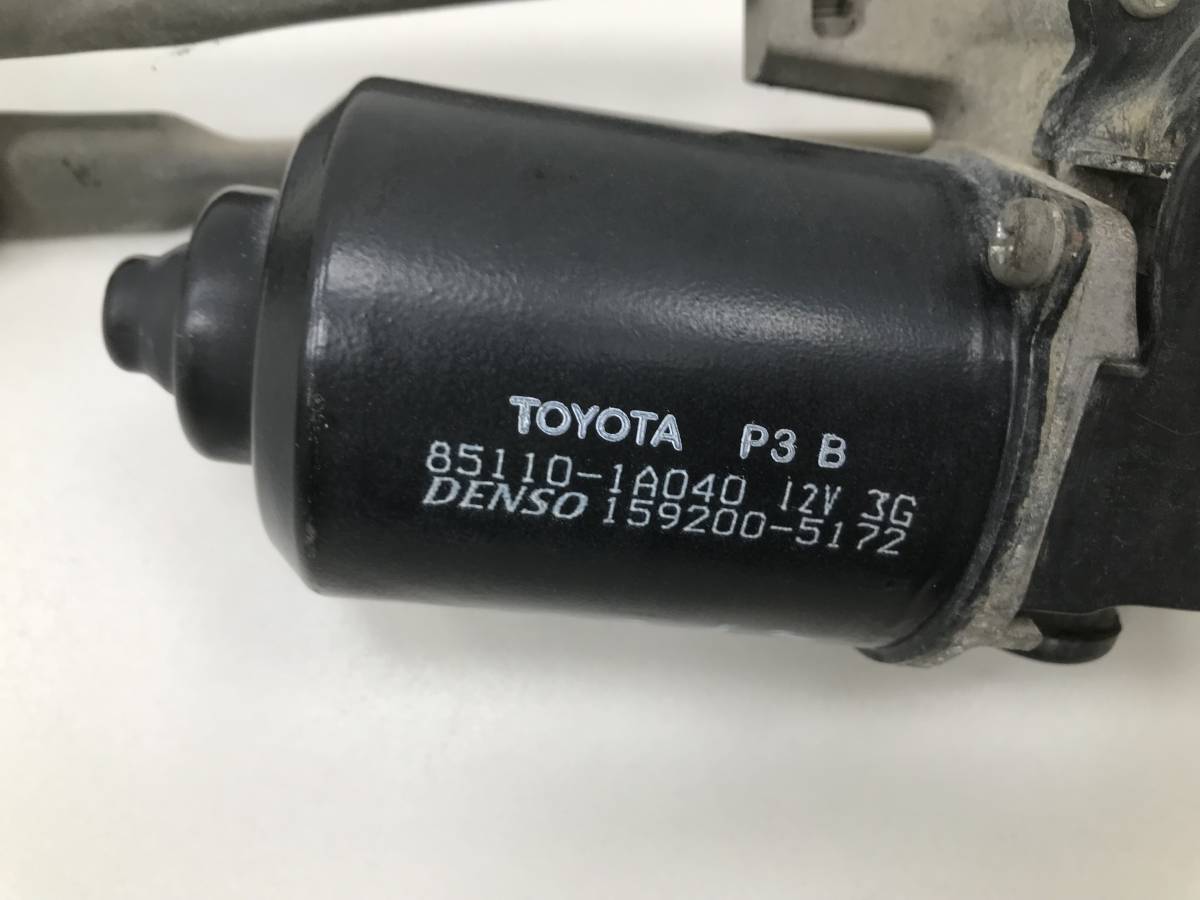 TOYOTA P3 B
85110-1A040 12V 3G
DENSO 159200-5172